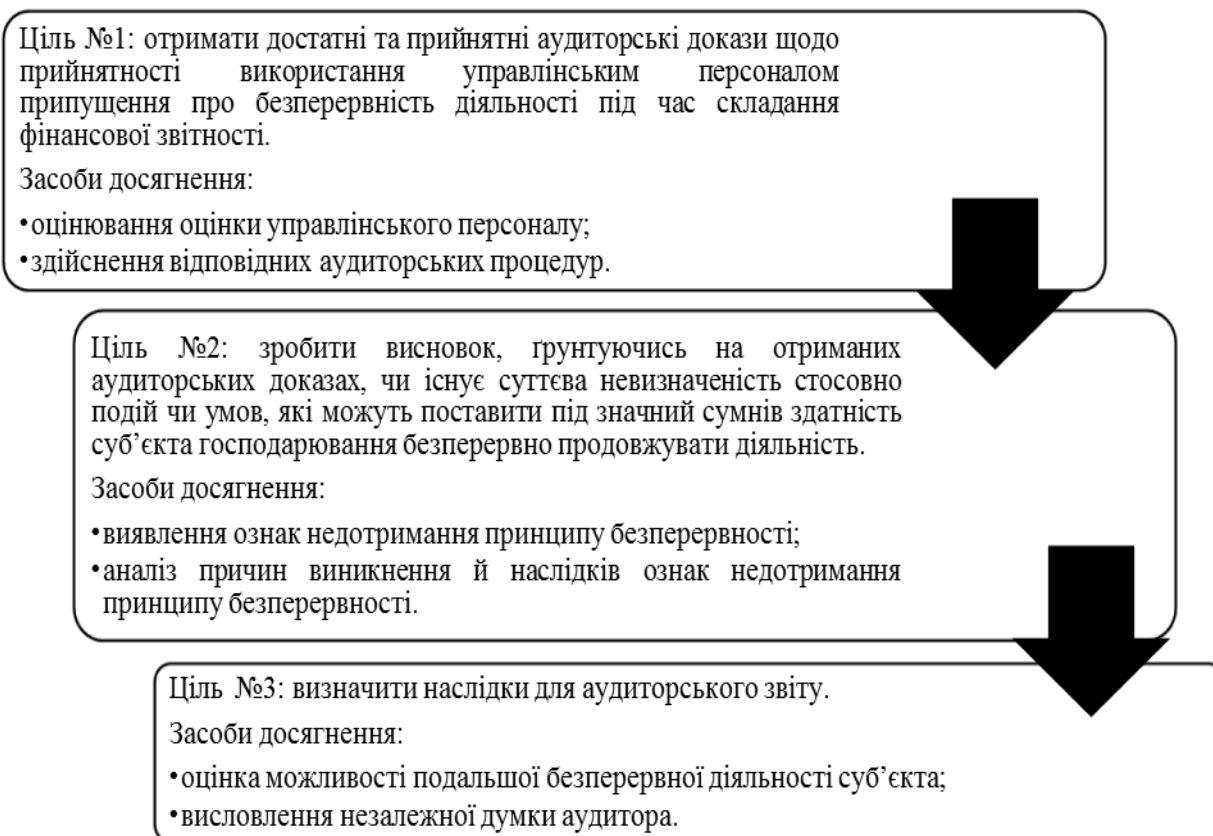 Ціль №1: отримати достатні та прийнятні аудиторські докази щодо
прийнятності використання управлінським персоналом
припущення про безперервність діяльності під час складання
фінансової звітності.
Засоби досягнення:
•оцінювання оцінки управлінського персоналу;
•здійснення відповідних аудиторських процедур.
Ціль №2: зробити висновок, ґрунтуючись на отриманих
аудиторських доказах, чи існує суттєва невизначеність стосовно
подій чи умов, які можуть поставити під значний сумнів здатність
суб’єкта господарювання безперервно продовжувати діяльність.
Засоби досягнення:
•виявлення ознак недотримання принципу безперервності;
•аналіз причин виникнення й наслідків ознак недотримання
принципу безперервності.
Ціль №3: визначити наслідки для аудиторського звіту.
Засоби досягнення:
•оцінка можливості подальшої безперервної діяльності суб’єкта;
•висловлення незалежної думки аудитора.